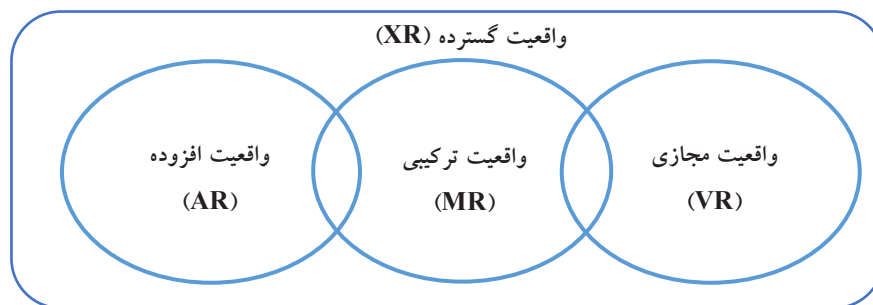 واقعیت گسترده (XR)
واقعیت مجازی
(VR)
واقعیت ترکیبی
(MR)
واقعیت افزوده
(AR)